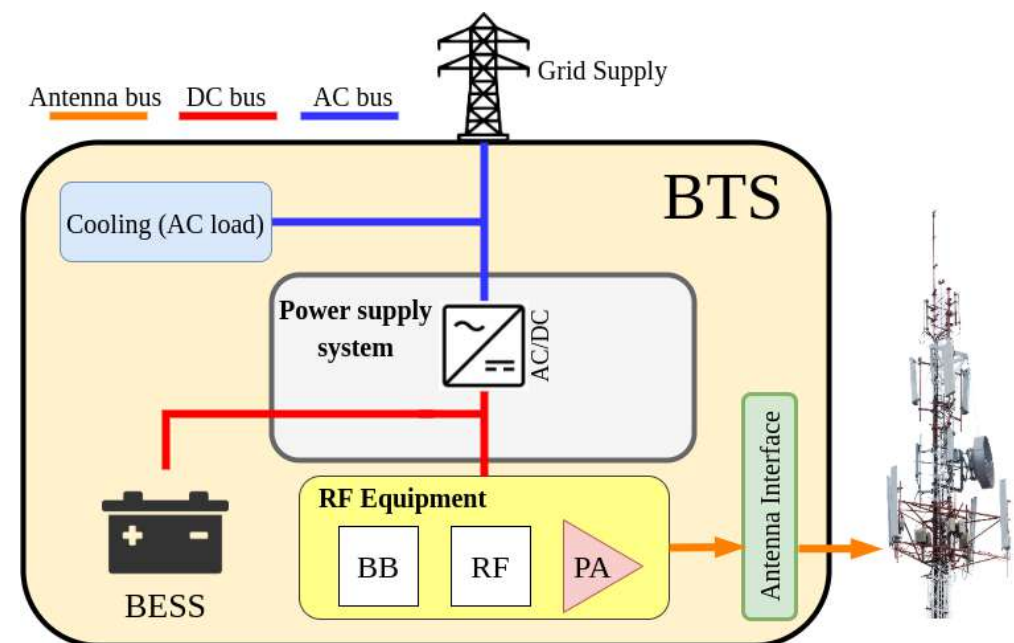 Grid Supply
Antenna bus
DC bus
AC bus
BTS
Cooling (AC load)
Power supply
system
AC/DC
RF Equipment
BB
RF
PA
Antenna Interface
BESS